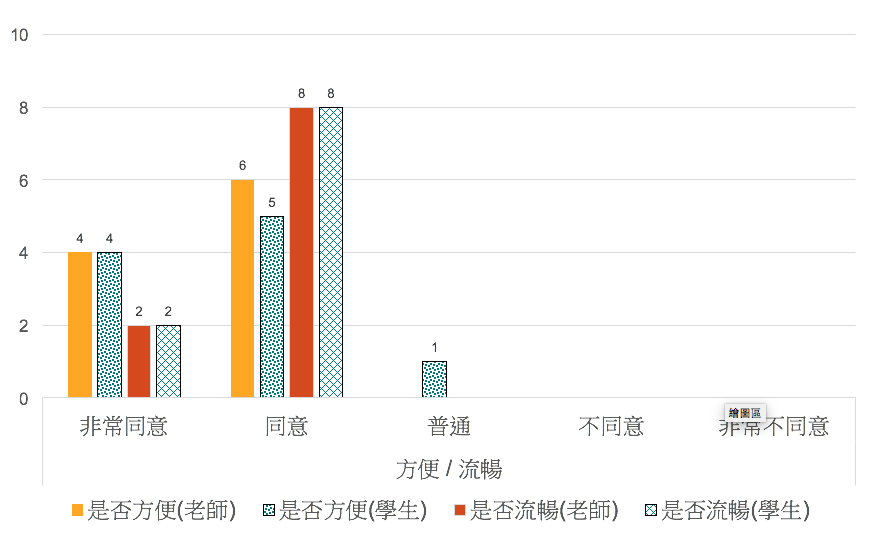 10
8
6
4
2
0
4 4 2 2
6 5 8 8
1
非常同意 同意 普通 不同意 非常不同意
繪圖區
方便 / 流暢
是否方便(老師) 是否方便(學生) 是否流暢(老師) 是否流暢(學生)